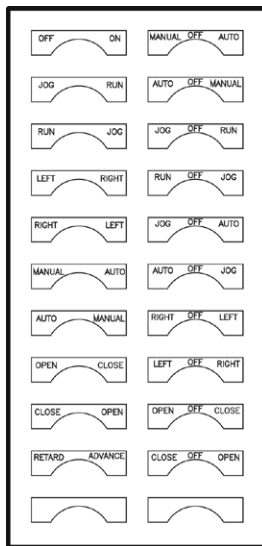 OFF ON
MANUAL OFF AUTO
JOG RUN
AUTO OFF MANUAL
RUN JOG
JOG OFF RUN
LEFT RIGHT
RUN OFF JOG
RIGHT LEFT
JOG OFF AUTO
MANUAL AUTO
AUTO OFF JOG
AUTO MANUAL
RIGHT OFF LEFT
OPEN CLOSE
LEFT OFF RIGHT
CLOSE OPEN
OPEN OFF CLOSE
RETARD ADVANCE
CLOSE OFF OPEN